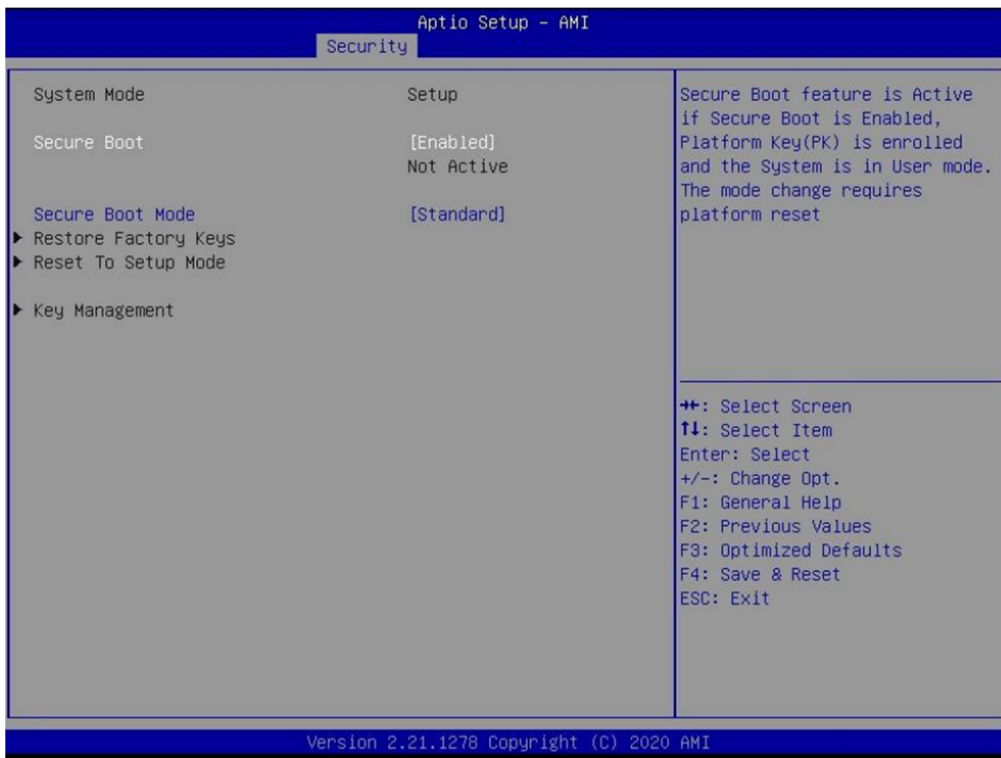 Aptio Setup – AMI
Security
System Mode Setup
Secure Boot [Enabled]
Not Active
Secure Boot Mode [Standard]
▶ Restore Factory Keys
▶ Reset To Setup Mode
▶ Key Management
Secure Boot feature is Active
if Secure Boot is Enabled,
Platform Key(PK) is enrolled
and the System is in User mode.
The mode change requires
platform reset
→←: Select Screen
↑↓: Select Item
Enter: Select
+/-: Change Opt.
F1: General Help
F2: Previous Values
F3: Optimized Defaults
F4: Save & Reset
ESC: Exit
Version 2.21.1278 Copyright (C) 2020 AMI